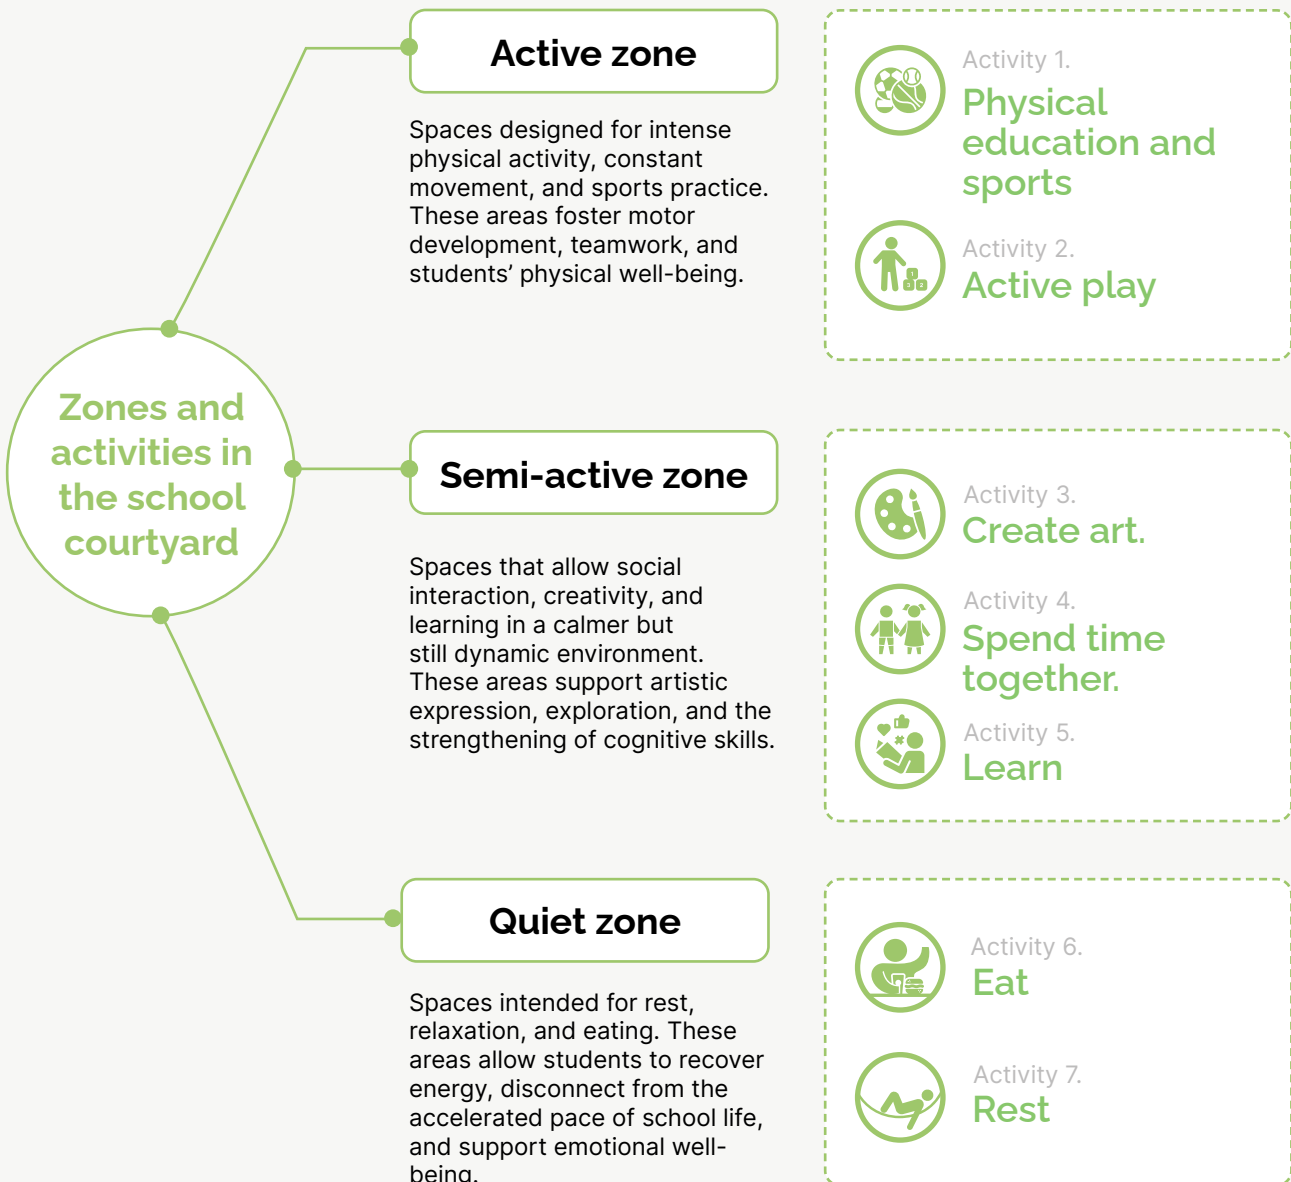 Zones and
activities in
the school
courtyard
Active zone
Spaces designed for intense
physical activity, constant
movement, and sports practice.
These areas foster motor
development, teamwork, and
students’ physical well-being.
Activity 1.
Physical
education and
sports
Activity 2.
Active play
Semi-active zone
Spaces that allow social
interaction, creativity, and
learning in a calmer but
still dynamic environment.
These areas support artistic
expression, exploration, and the
strengthening of cognitive skills.
Activity 3.
Create art.
Activity 4.
Spend time
together.
Activity 5.
Learn
Quiet zone
Spaces intended for rest,
relaxation, and eating. These
areas allow students to recover
energy, disconnect from the
accelerated pace of school life,
and support emotional well-
being.
Activity 6.
Eat
Activity 7.
Rest